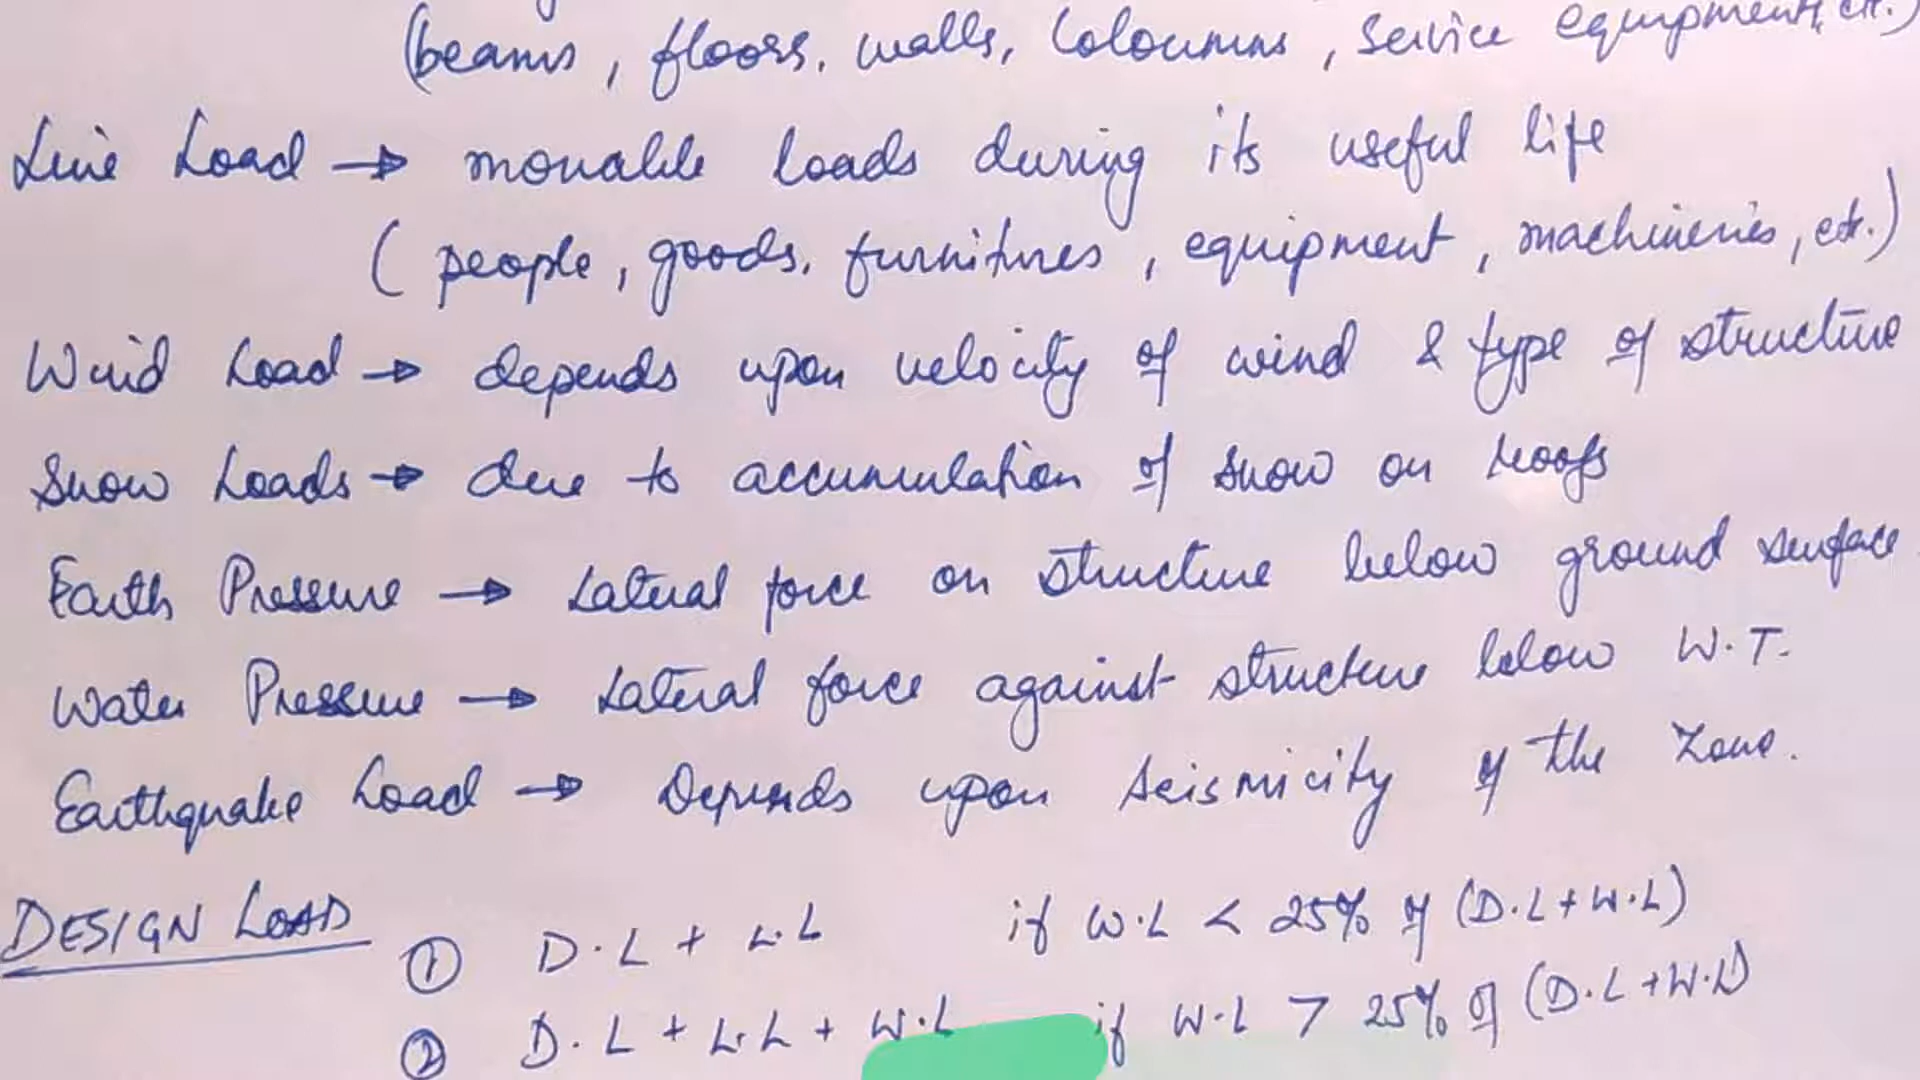 (beams, floors, walls, Coloumns, Service equipment, etc.)
Live Load → movable loads during its useful life
( people, goods, furnitures, equipment, machineries, etc.)
Wind Load → depends upon velocity of wind & type of structure
Snow Loads → due to accumulation of snow on roofs
Earth Pressure → Lateral force on structure below ground surface
Water Pressure → Lateral force against structure below W.T.
Earthquake Load → Depends upon Seismicity of the Zone.
DESIGN LOAD
① D.L + L.L if W.L < 25% of (D.L + W.L)
② D.L + L.L + W.L if W.L > 25% of (D.L + W.L)